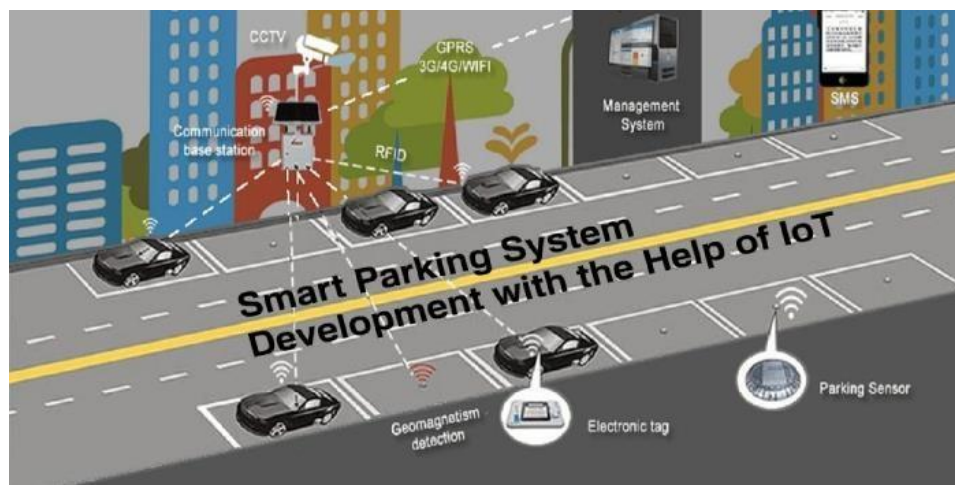 CCTV
GPRS
3G/4G/WIFI
Management
System
SMS
Communication
base station
RFID
Smart Parking System
Development with the Help of IoT
Geomagnetism
detection
Electronic tag
Parking Sensor